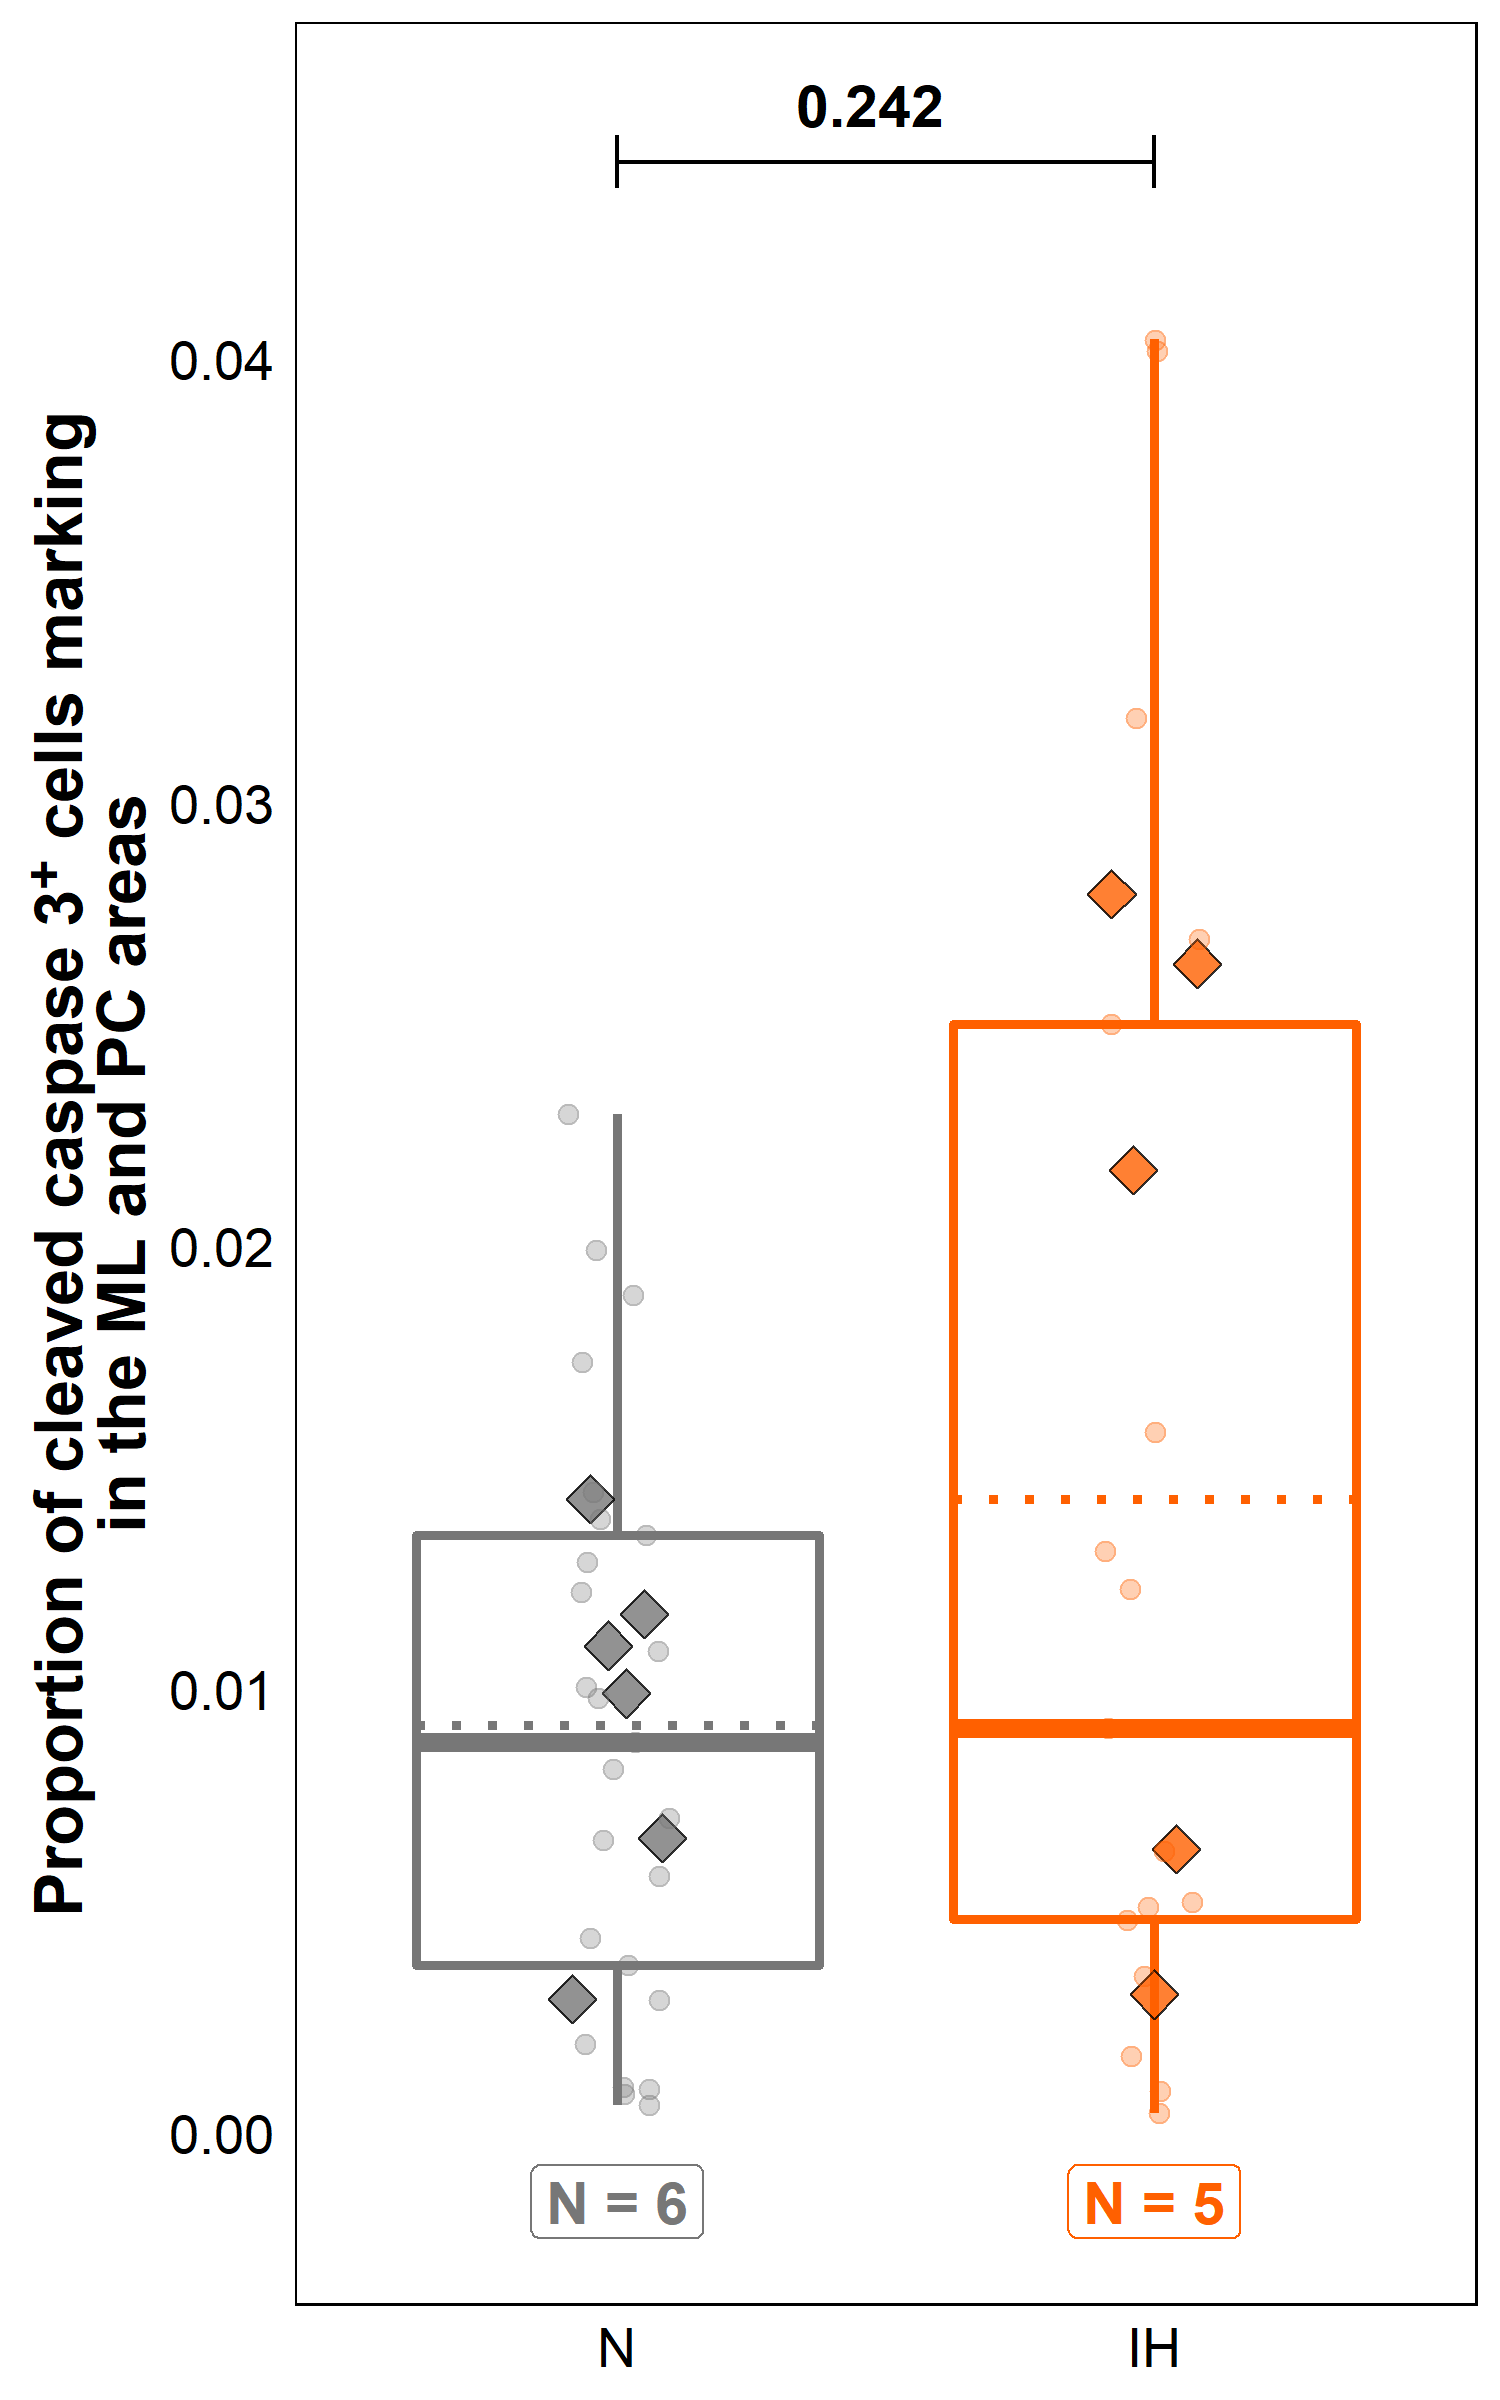 Proportion of cleaved caspase 3⁺ cells marking
in the ML and PC areas
0.242
0.04
0.03
0.02
0.01
0.00
N = 6
N = 5
N
IH